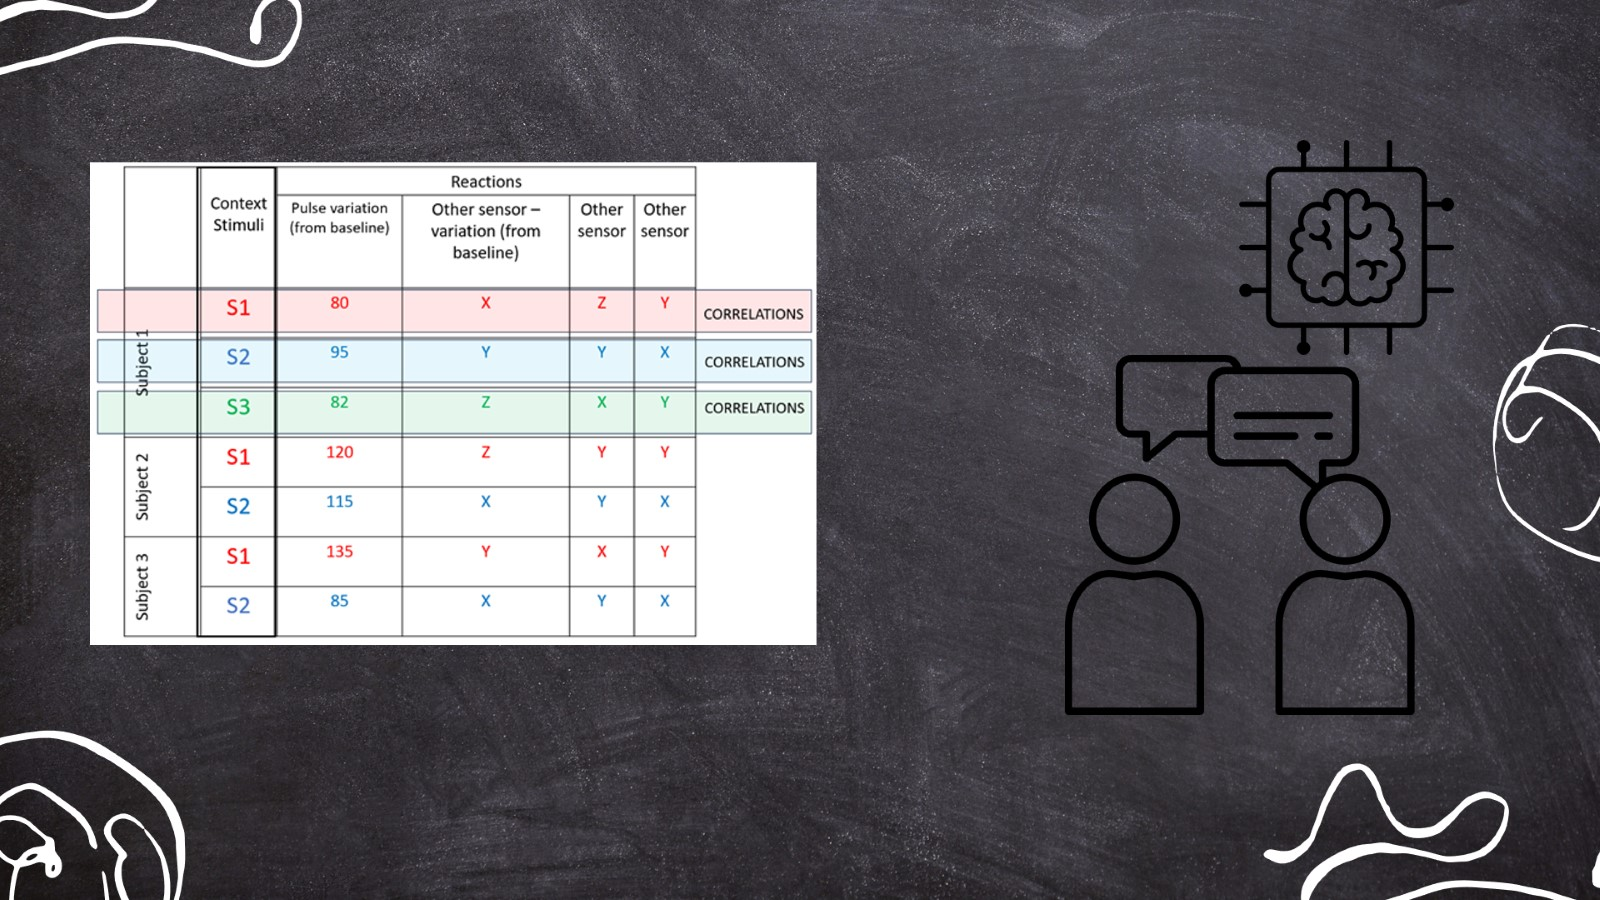 Reactions
Context
Stimuli
Pulse variation
(from baseline)
Other sensor –
variation (from
baseline)
Other
sensor
Other
sensor
Subject 1
S1 80 X Z Y CORRELATIONS
S2 95 Y Y X CORRELATIONS
S3 82 Z X Y CORRELATIONS
Subject 2
S1 120 Z Y Y
S2 115 X Y X
Subject 3
S1 135 Y X Y
S2 85 X Y X